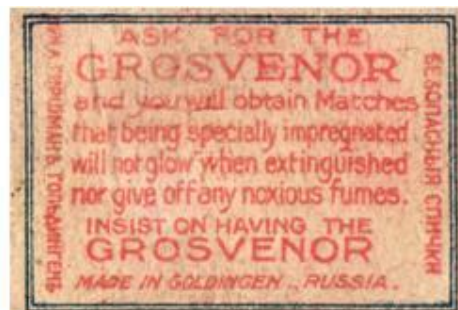 ASK FOR THE
GROSVENOR
and you will obtain Matches
that being specially impregnated
will not glow when extinguished
nor give off any noxious fumes.
INSIST ON HAVING THE
GROSVENOR
MADE IN GOLDINGEN., RUSSIA.
БЕЗОПАСНЫЯ СПИЧКИ